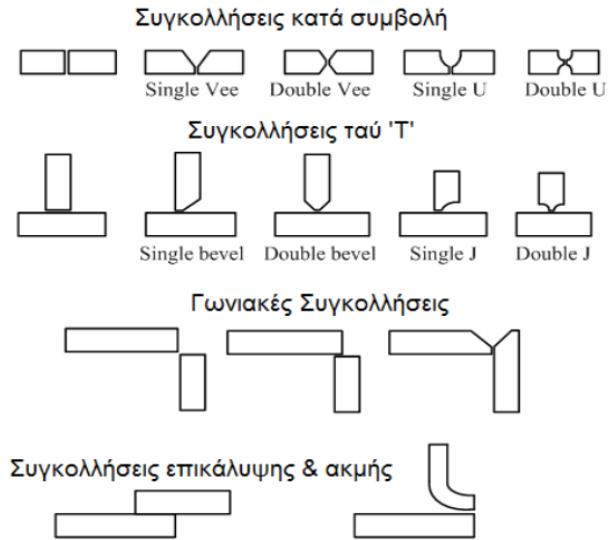 Συγκολλήσεις κατά συμβολή
Single Vee Double Vee Single U Double U
Συγκολλήσεις ταύ 'Τ'
Single bevel Double bevel Single J Double J
Γωνιακές Συγκολλήσεις
Συγκολλήσεις επικάλυψης & ακμής